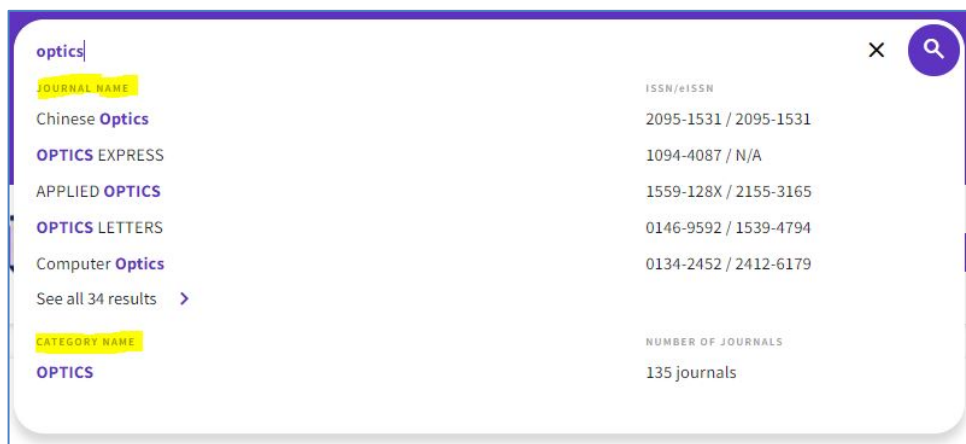 optics
JOURNAL NAME ISSN/eISSN
Chinese Optics 2095-1531 / 2095-1531
OPTICS EXPRESS 1094-4087 / N/A
APPLIED OPTICS 1559-128X / 2155-3165
OPTICS LETTERS 0146-9592 / 1539-4794
Computer Optics 0134-2452 / 2412-6179
See all 34 results
CATEGORY NAME NUMBER OF JOURNALS
OPTICS 135 journals